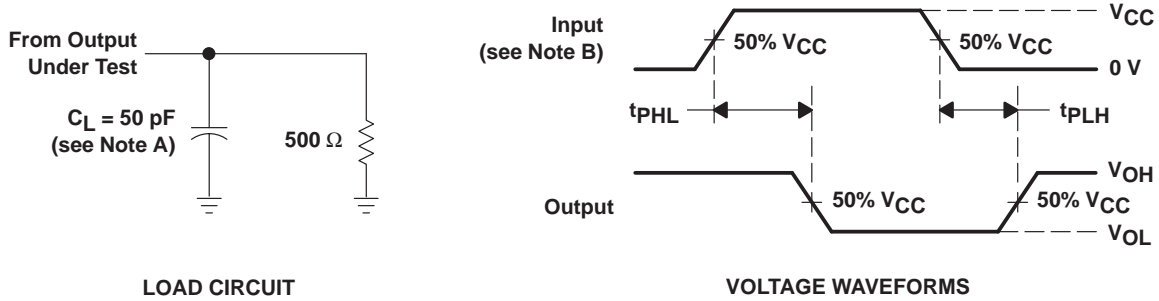 From Output
Under Test
CL = 50 pF
(see Note A)
500 Ω
LOAD CIRCUIT
Input
(see Note B)
50% VCC
50% VCC
VCC
0 V
tPHL
tPLH
Output
50% VCC
50% VCC
VOH
VOL
VOLTAGE WAVEFORMS